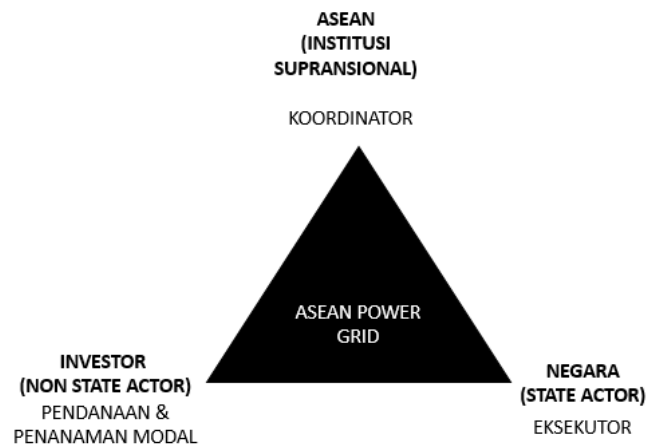 ASEAN
(INSTITUSI
SUPRANSIONAL)
KOORDINATOR
ASEAN POWER
GRID
INVESTOR
(NON STATE ACTOR)
PENDANAAN &
PENANAMAN MODAL
NEGARA
(STATE ACTOR)
EKSEKUTOR